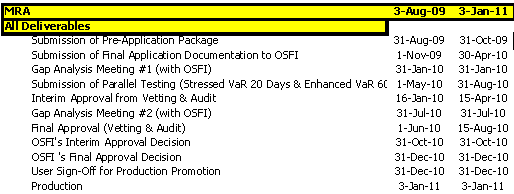 MRA 3-Aug-09 3-Jan-11
All Deliverables
Submission of Pre-Application Package 31-Aug-09 31-Oct-09
Submission of Final Application Documentation to OSFI 1-Nov-09 30-Apr-10
Gap Analysis Meeting #1 (with OSFI) 31-Jan-10 31-Jan-10
Submission of Parallel Testing (Stressed VaR 20 Days & Enhanced VaR 60 1-May-10 31-Aug-10
Interim Approval from Vetting & Audit 16-Jan-10 15-Apr-10
Gap Analysis Meeting #2 (with OSFI) 31-Jul-10 31-Jul-10
Final Approval (Vetting & Audit) 1-Jun-10 15-Aug-10
OSFI's Interim Approval Decision 31-Oct-10 31-Oct-10
OSFI 's Final Approval Decision 31-Dec-10 31-Dec-10
User Sign-Off for Production Promotion 31-Dec-10 31-Dec-10
Production 3-Jan-11 3-Jan-11